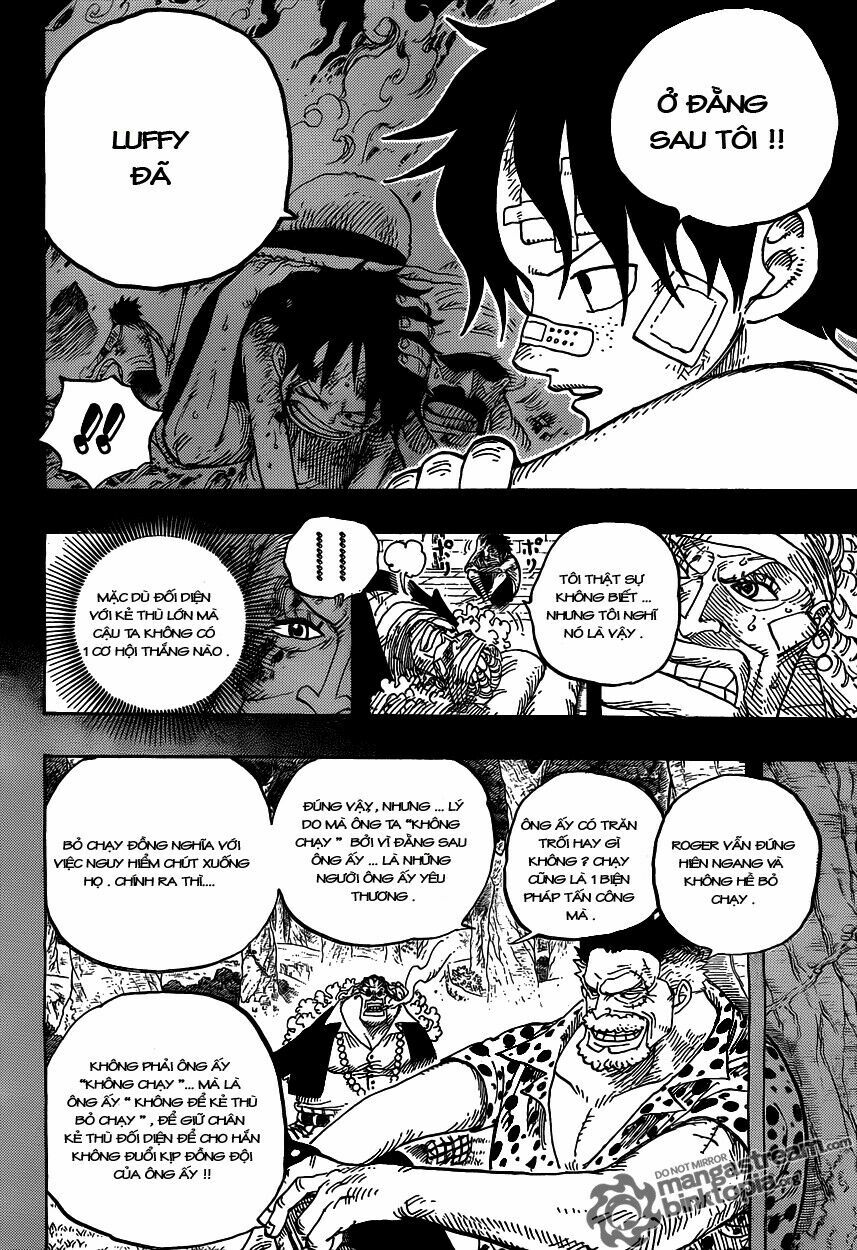 Ở ĐẰNG
SAU TÔI !!
LUFFY
ĐÃ
!!
TÔI THẬT SỰ
KHÔNG BIẾT ...
NHƯNG TÔI NGHĨ
NÓ LÀ VẬY .
ポリ
ポリ
MẶC DÙ ĐỐI DIỆN
VỚI KẺ THÙ LỚN MÀ
CẬU TA KHÔNG CÓ
1 CƠ HỘI THẮNG NÀO .
ROGER VẪN ĐỨNG
HIÊN NGANG VÀ
KHÔNG HỀ BỎ
CHẠY .
ÔNG ẤY CÓ TRĂN
TRỐI HAY GÌ
KHÔNG ? CHẠY
CŨNG LÀ 1 BIỆN
PHÁP TẤN CÔNG
MÀ .
ĐÚNG VẬY , NHƯNG ... LÝ
DO MÀ ÔNG TA "KHÔNG
CHẠY " BỞI VÌ ĐẰNG SAU
ÔNG ẤY ... LÀ NHỮNG
NGƯỜI ÔNG ẤY YÊU
THƯƠNG .
BỎ CHẠY ĐỒNG NGHĨA VỚI
VIỆC NGUY HIỂM CHÚT XUỐNG
HỌ . CHÍNH RA THÌ....
KHÔNG PHẢI ÔNG ẤY
"KHÔNG CHẠY "... MÀ LÀ
ÔNG ẤY " KHÔNG ĐỂ KẺ THÙ
BỎ CHẠY " , ĐỂ GIỮ CHÂN
KẺ THÙ ĐỐI DIỆN ĐỂ CHO HẮN
KHÔNG ĐUỔI KỊP ĐỒNG ĐỘI
CỦA ÔNG ẤY !!
DO NOT MIRROR
mangastream.com
binktopia.org